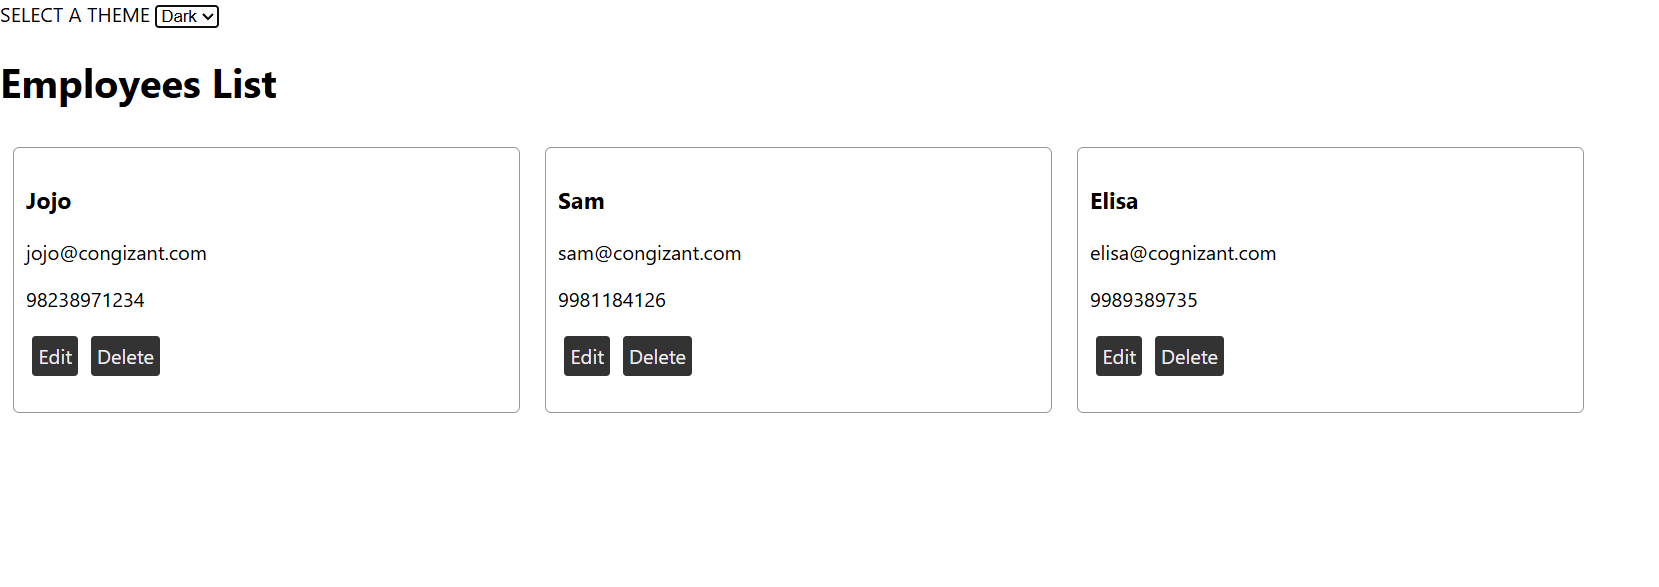 SELECT A THEME Dark
Employees List
Jojo
jojo@congizant.com
98238971234
Edit Delete
Sam
sam@congizant.com
9981184126
Edit Delete
Elisa
elisa@cognizant.com
9989389735
Edit Delete